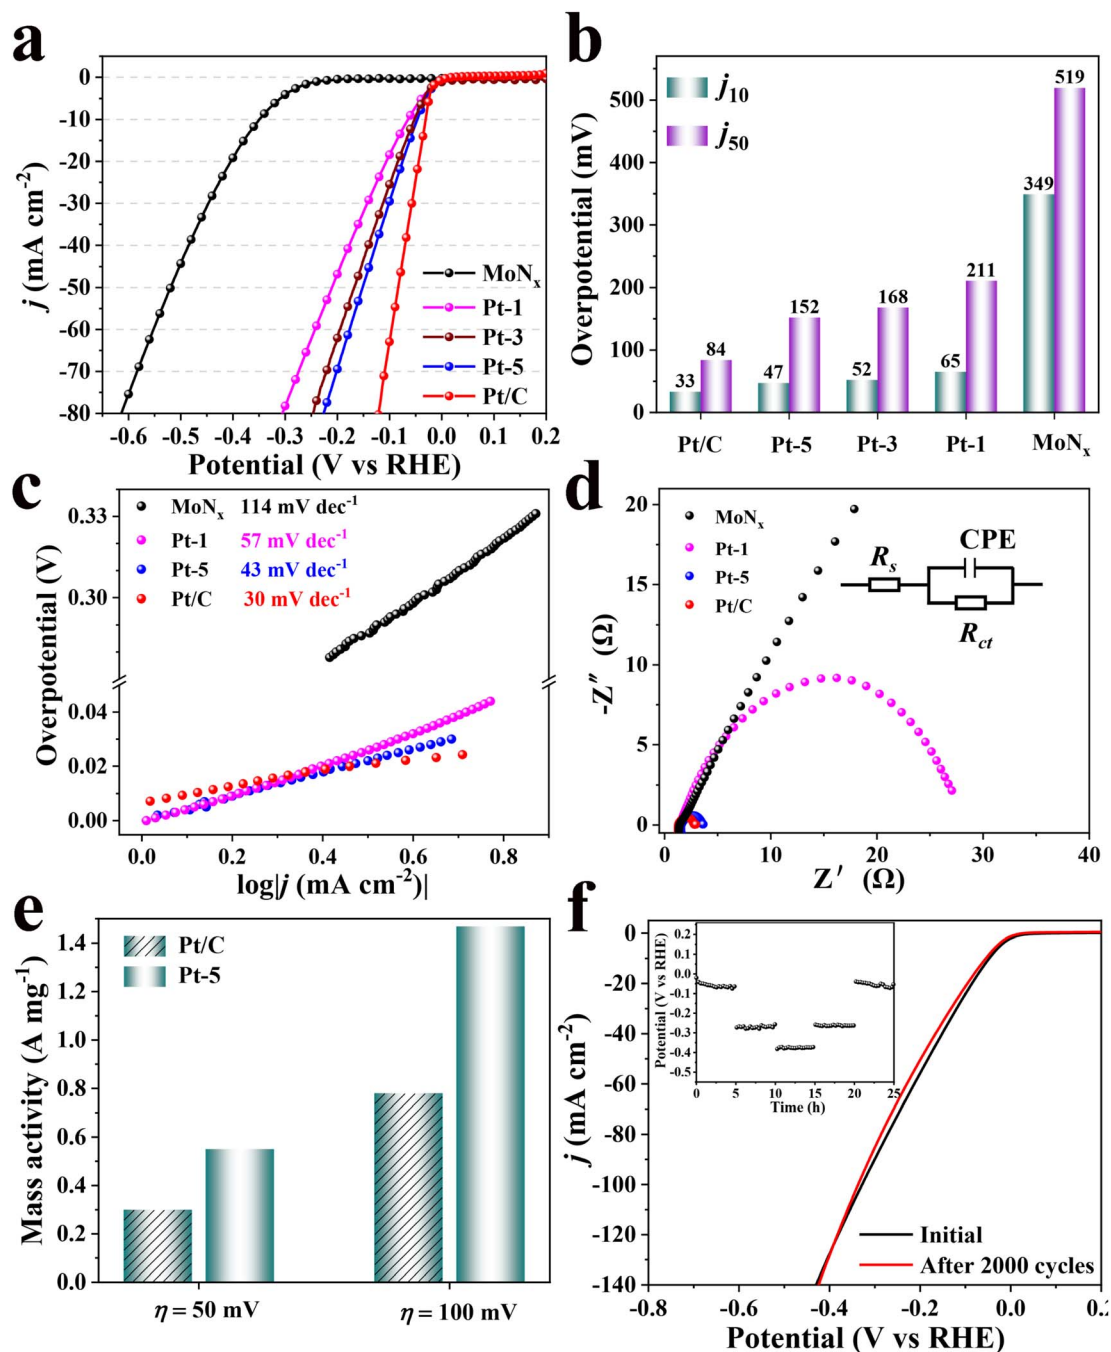 a
0
-10
-20
-30
-40
-50
-60
-70
-80
j (mA cm-2)
MoNx
Pt-1
Pt-3
Pt-5
Pt/C
-0.6 -0.5 -0.4 -0.3 -0.2 -0.1 0.0 0.1 0.2
Potential (V vs RHE)
b
j10
j50
Overpotential (mV)
500
400
300
200
100
0
33 84 47 152 52 168 65 211 349 519
Pt/C Pt-5 Pt-3 Pt-1 MoNx
c
MoNx 114 mV dec-1
Pt-1 57 mV dec-1
Pt-5 43 mV dec-1
Pt/C 30 mV dec-1
Overpotential (V)
0.33
0.30
0.04
0.02
0.00
0.0 0.2 0.4 0.6 0.8
log|j (mA cm-2)|
d
MoNx
Pt-1
Pt-5
Pt/C
CPE
Rs
Rct
-Z″ (Ω)
20
15
10
5
0
0 10 20 30 40
Z′ (Ω)
e
Pt/C
Pt-5
Mass activity (A mg-1)
1.4
1.2
1.0
0.8
0.6
0.4
0.2
0.0
η = 50 mV η = 100 mV
f
0
-20
-40
-60
-80
-100
-120
-140
j (mA cm-2)
Potential (V vs RHE)
0.2
0.1
0.0
-0.1
-0.2
-0.3
-0.4
-0.5
0 5 10 15 20 25
Time (h)
Initial
After 2000 cycles
-0.8 -0.6 -0.4 -0.2 0.0
Potential (V vs RHE)